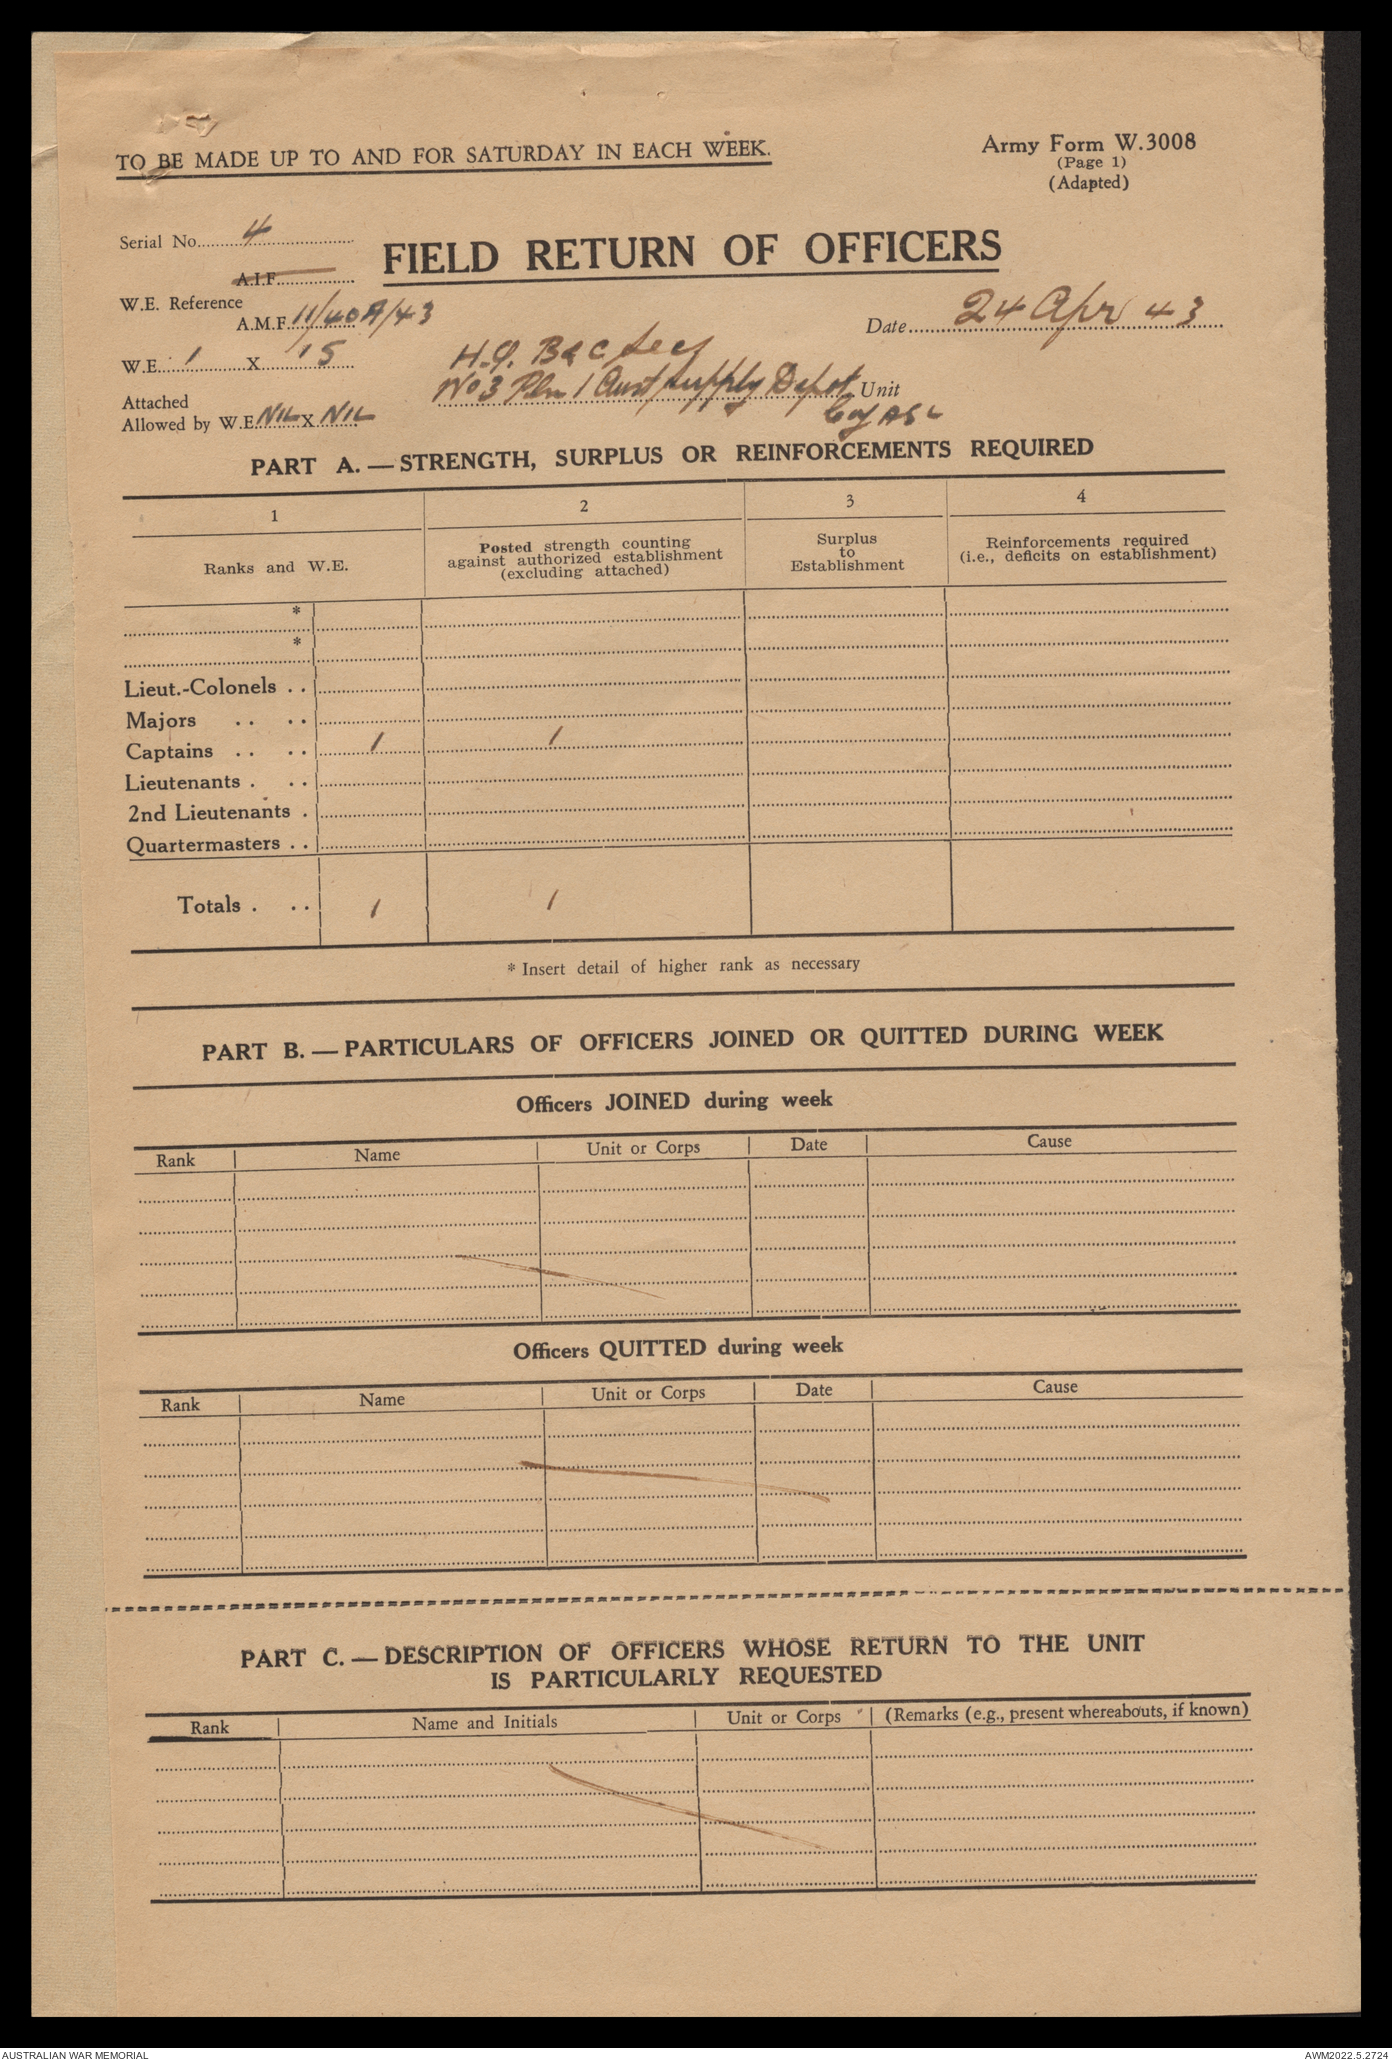 TO BE MADE UP TO AND FOR SATURDAY IN EACH WEEK.
Army Form W.3008
(Page 1)
(Adapted)
Serial No. 4
FIELD RETURN OF OFFICERS
A.I.F.
W.E. Reference
A.M.F. 11/40A/43
Date 24 Apr 43
W.E. 1 X 15
H.Q. B & C Sec
No 3 Pln 1 Aust Supply Depot Unit
Coy ASC
Attached
Allowed by W.E. NIL X NIL
PART A. — STRENGTH, SURPLUS OR REINFORCEMENTS REQUIRED
1 2 3 4
Ranks and W.E.
Posted strength counting
against authorized establishment
(excluding attached)
Surplus
to
Establishment
Reinforcements required
(i.e., deficits on establishment)
*
*
Lieut.-Colonels . .
Majors . . . .
Captains . . . . 1 1
Lieutenants . . .
2nd Lieutenants .
Quartermasters . .
Totals . . . 1 1
* Insert detail of higher rank as necessary
PART B. — PARTICULARS OF OFFICERS JOINED OR QUITTED DURING WEEK
Officers JOINED during week
Rank Name Unit or Corps Date Cause
Officers QUITTED during week
Rank Name Unit or Corps Date Cause
PART C. — DESCRIPTION OF OFFICERS WHOSE RETURN TO THE UNIT
IS PARTICULARLY REQUESTED
Rank Name and Initials Unit or Corps (Remarks (e.g., present whereabouts, if known)
AUSTRALIAN WAR MEMORIAL
AWM2022.5.2724